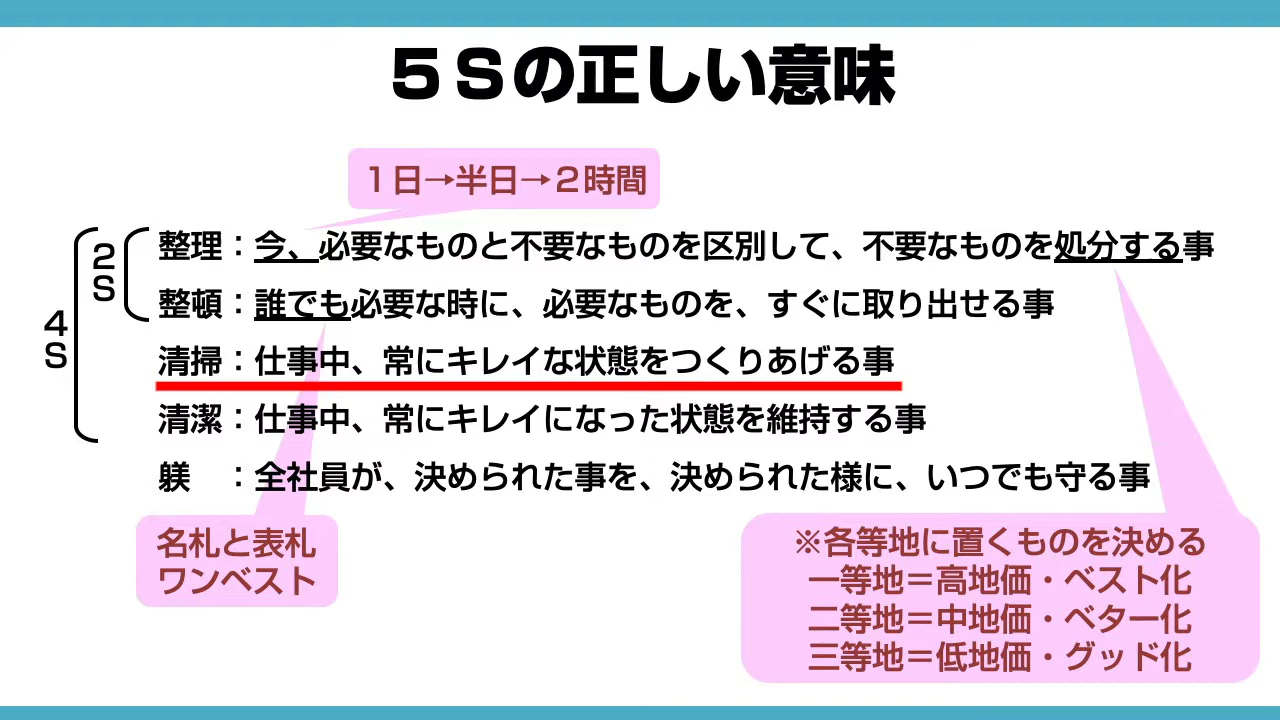 ５Ｓの正しい意味
１日→半日→２時間
２Ｓ
４Ｓ
整理：今、必要なものと不要なものを区別して、不要なものを処分する事
整頓：誰でも必要な時に、必要なものを、すぐに取り出せる事
清掃：仕事中、常にキレイな状態をつくりあげる事
清潔：仕事中、常にキレイになった状態を維持する事
躾　：全社員が、決められた事を、決められた様に、いつでも守る事
名札と表札
ワンベスト
※各等地に置くものを決める
一等地＝高地価・ベスト化
二等地＝中地価・ベター化
三等地＝低地価・グッド化